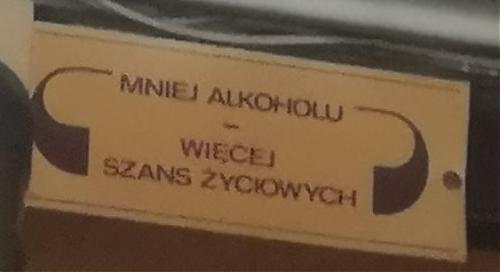 MNIEJ ALKOHOLU
–
WIĘCEJ
SZANS ŻYCIOWYCH